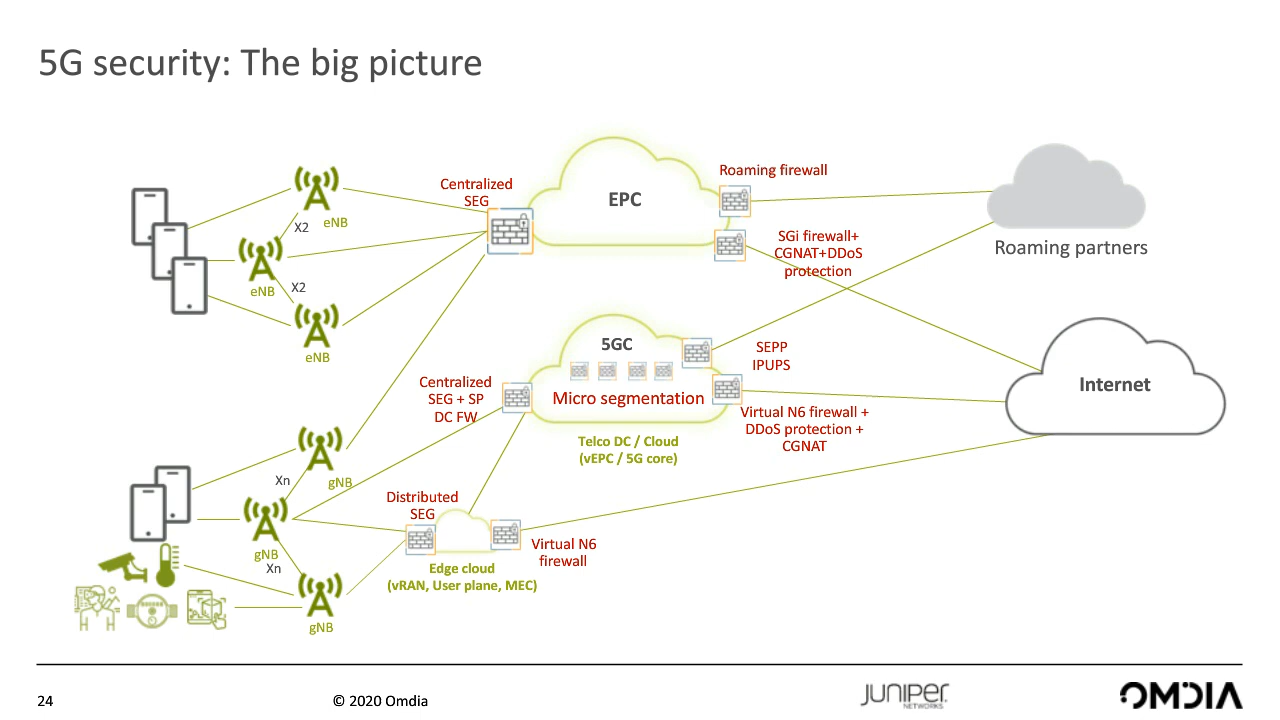 5G security: The big picture
Roaming firewall
Centralized
SEG
EPC
eNB
X2
SGi firewall+
CGNAT+DDoS
protection
Roaming partners
eNB
X2
eNB
5GC
SEPP
IPUPS
Centralized
SEG + SP
DC FW
Micro segmentation
Internet
Virtual N6 firewall +
DDoS protection +
CGNAT
Telco DC / Cloud
(vEPC / 5G core)
Xn
gNB
Distributed
SEG
gNB
Xn
Virtual N6
firewall
Edge cloud
(vRAN, User plane, MEC)
gNB
24
© 2020 Omdia
JUNIPER
NETWORKS
OMDIA